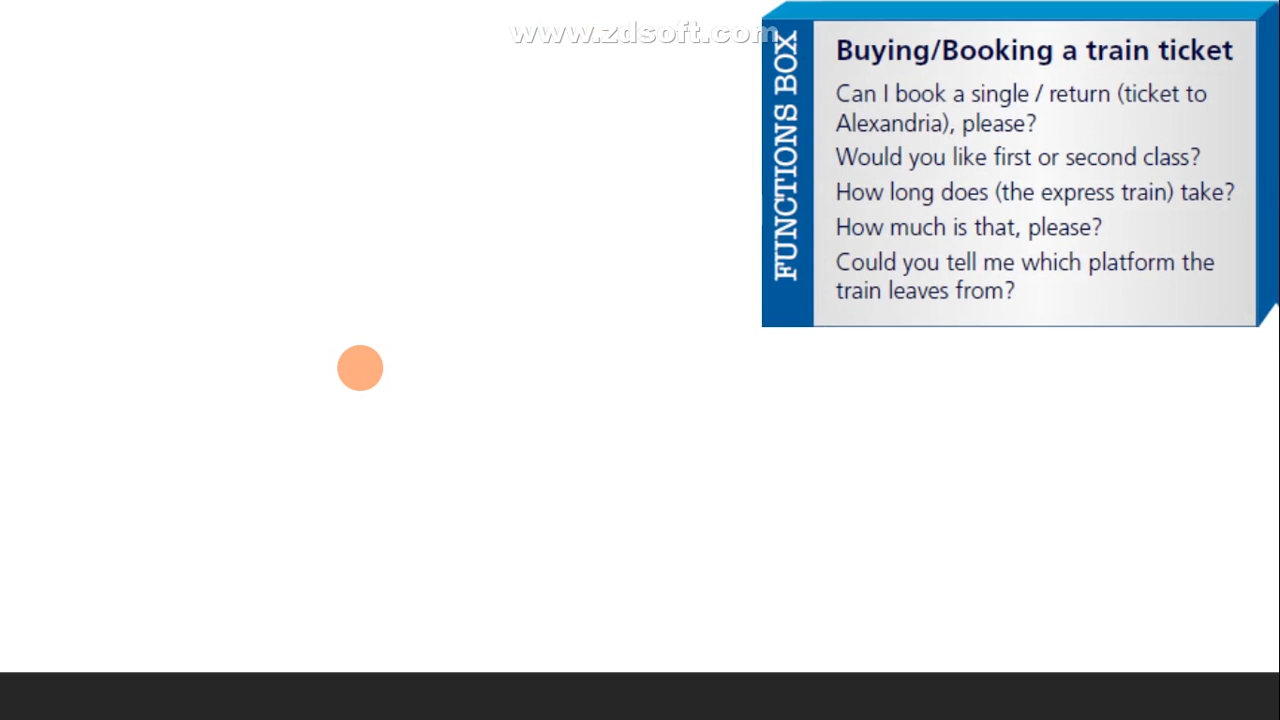 www.zdsoft.com
FUNCTIONS BOX
Buying/Booking a train ticket
Can I book a single / return (ticket to
Alexandria), please?
Would you like first or second class?
How long does (the express train) take?
How much is that, please?
Could you tell me which platform the
train leaves from?